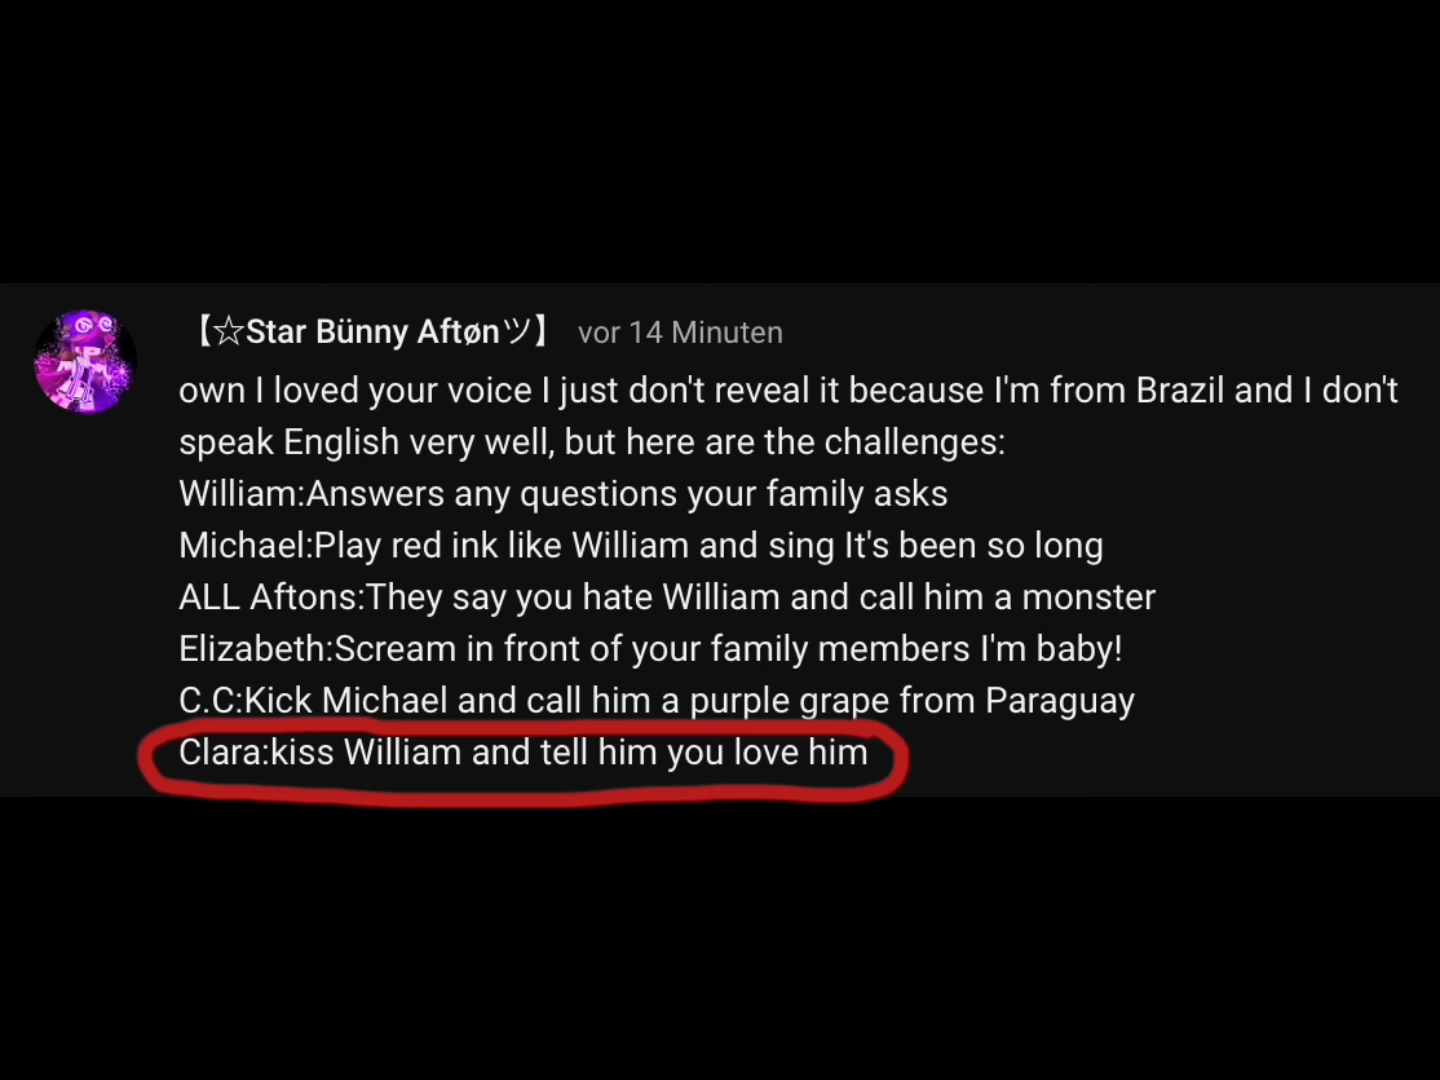 【☆Star Bünny Aftønツ】 vor 14 Minuten
own I loved your voice I just don't reveal it because I'm from Brazil and I don't
speak English very well, but here are the challenges:
William:Answers any questions your family asks
Michael:Play red ink like William and sing It's been so long
ALL Aftons:They say you hate William and call him a monster
Elizabeth:Scream in front of your family members I'm baby!
C.C:Kick Michael and call him a purple grape from Paraguay
Clara:kiss William and tell him you love him